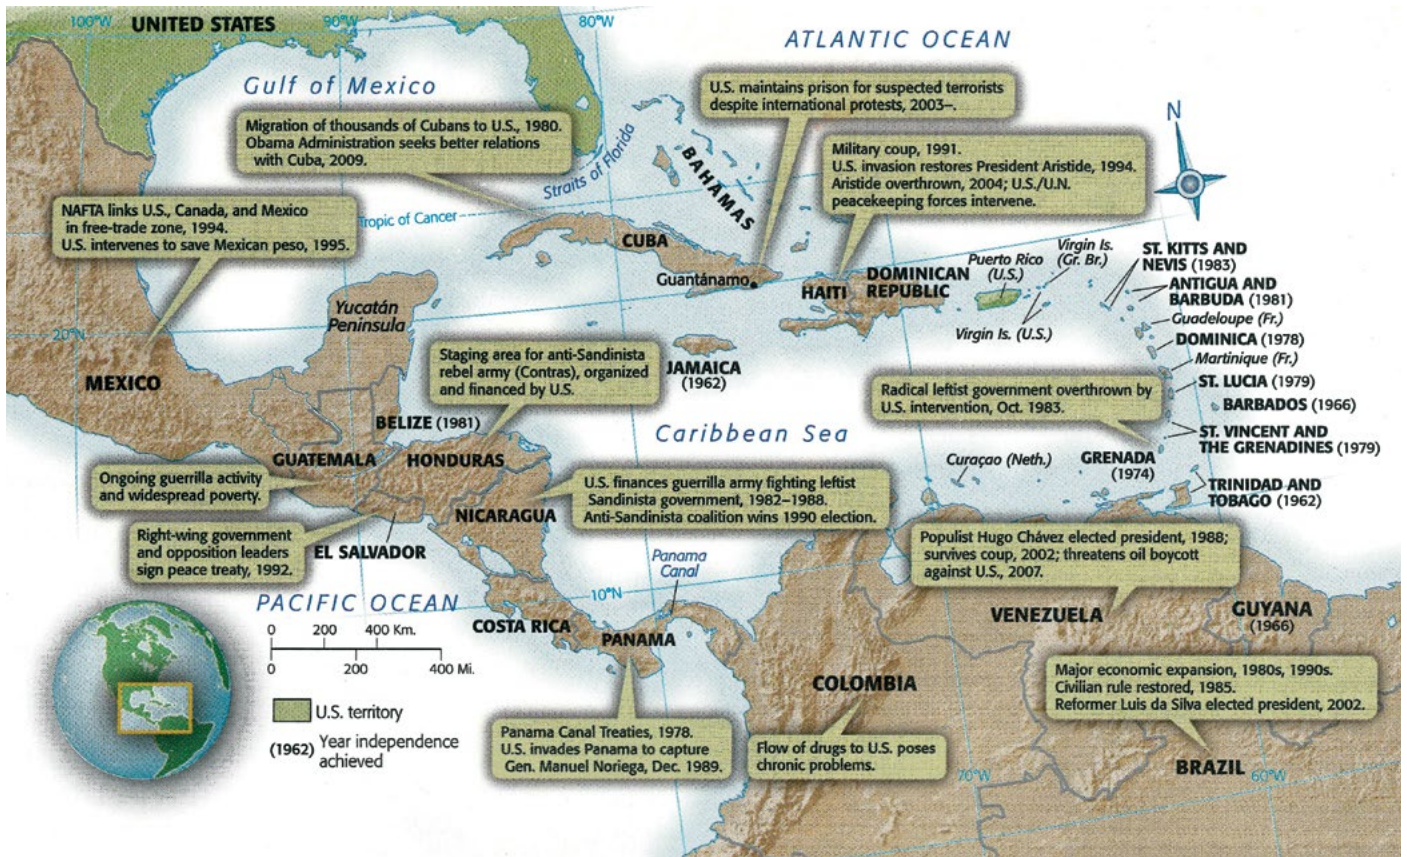 100°W
90°W
80°W
UNITED STATES
ATLANTIC OCEAN
Gulf of Mexico
U.S. maintains prison for suspected terrorists
despite international protests, 2003–.
N
Migration of thousands of Cubans to U.S., 1980.
Obama Administration seeks better relations
with Cuba, 2009.
Straits of Florida
BAHAMAS
Military coup, 1991.
U.S. invasion restores President Aristide, 1994.
Aristide overthrown, 2004; U.S./U.N.
peacekeeping forces intervene.
NAFTA links U.S., Canada, and Mexico
in free-trade zone, 1994.
U.S. intervenes to save Mexican peso, 1995.
Tropic of Cancer
CUBA
Guantánamo
HAITI
DOMINICAN
REPUBLIC
Puerto Rico
(U.S.)
Virgin Is.
(Gr. Br.)
Virgin Is. (U.S.)
ST. KITTS AND
NEVIS (1983)
ANTIGUA AND
BARBUDA (1981)
Guadeloupe (Fr.)
DOMINICA (1978)
Martinique (Fr.)
ST. LUCIA (1979)
BARBADOS (1966)
ST. VINCENT AND
THE GRENADINES
(1979)
Yucatán
Peninsula
20°N
MEXICO
Staging area for anti-Sandinista
rebel army (Contras), organized
and financed by U.S.
JAMAICA
(1962)
Radical leftist government overthrown by
U.S. intervention, Oct. 1983.
BELIZE (1981)
Caribbean Sea
GUATEMALA
HONDURAS
Curaçao (Neth.)
GRENADA
(1974)
TRINIDAD AND
TOBAGO (1962)
Ongoing guerrilla activity
and widespread poverty.
U.S. finances guerrilla army fighting leftist
Sandinista government, 1982–1988.
Anti-Sandinista coalition wins 1990 election.
NICARAGUA
Right-wing government
and opposition leaders
sign peace treaty, 1992.
EL SALVADOR
Populist Hugo Chávez elected president, 1988;
survives coup, 2002; threatens oil boycott
against U.S., 2007.
Panama
Canal
10°N
PACIFIC OCEAN
COSTA RICA
PANAMA
VENEZUELA
GUYANA
(1966)
0 200 400 Km.
0 200 400 Mi.
U.S. territory
(1962) Year independence
achieved
COLOMBIA
Major economic expansion, 1980s, 1990s.
Civilian rule restored, 1985.
Reformer Luis da Silva elected president, 2002.
Panama Canal Treaties, 1978.
U.S. invades Panama to capture
Gen. Manuel Noriega, Dec. 1989.
Flow of drugs to U.S. poses
chronic problems.
BRAZIL
70°W
60°W